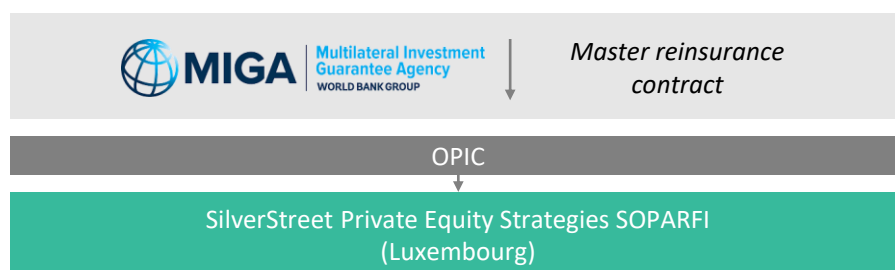 MIGA
Multilateral Investment
Guarantee Agency
WORLD BANK GROUP
Master reinsurance
contract
OPIC
SilverStreet Private Equity Strategies SOPARFI
(Luxembourg)